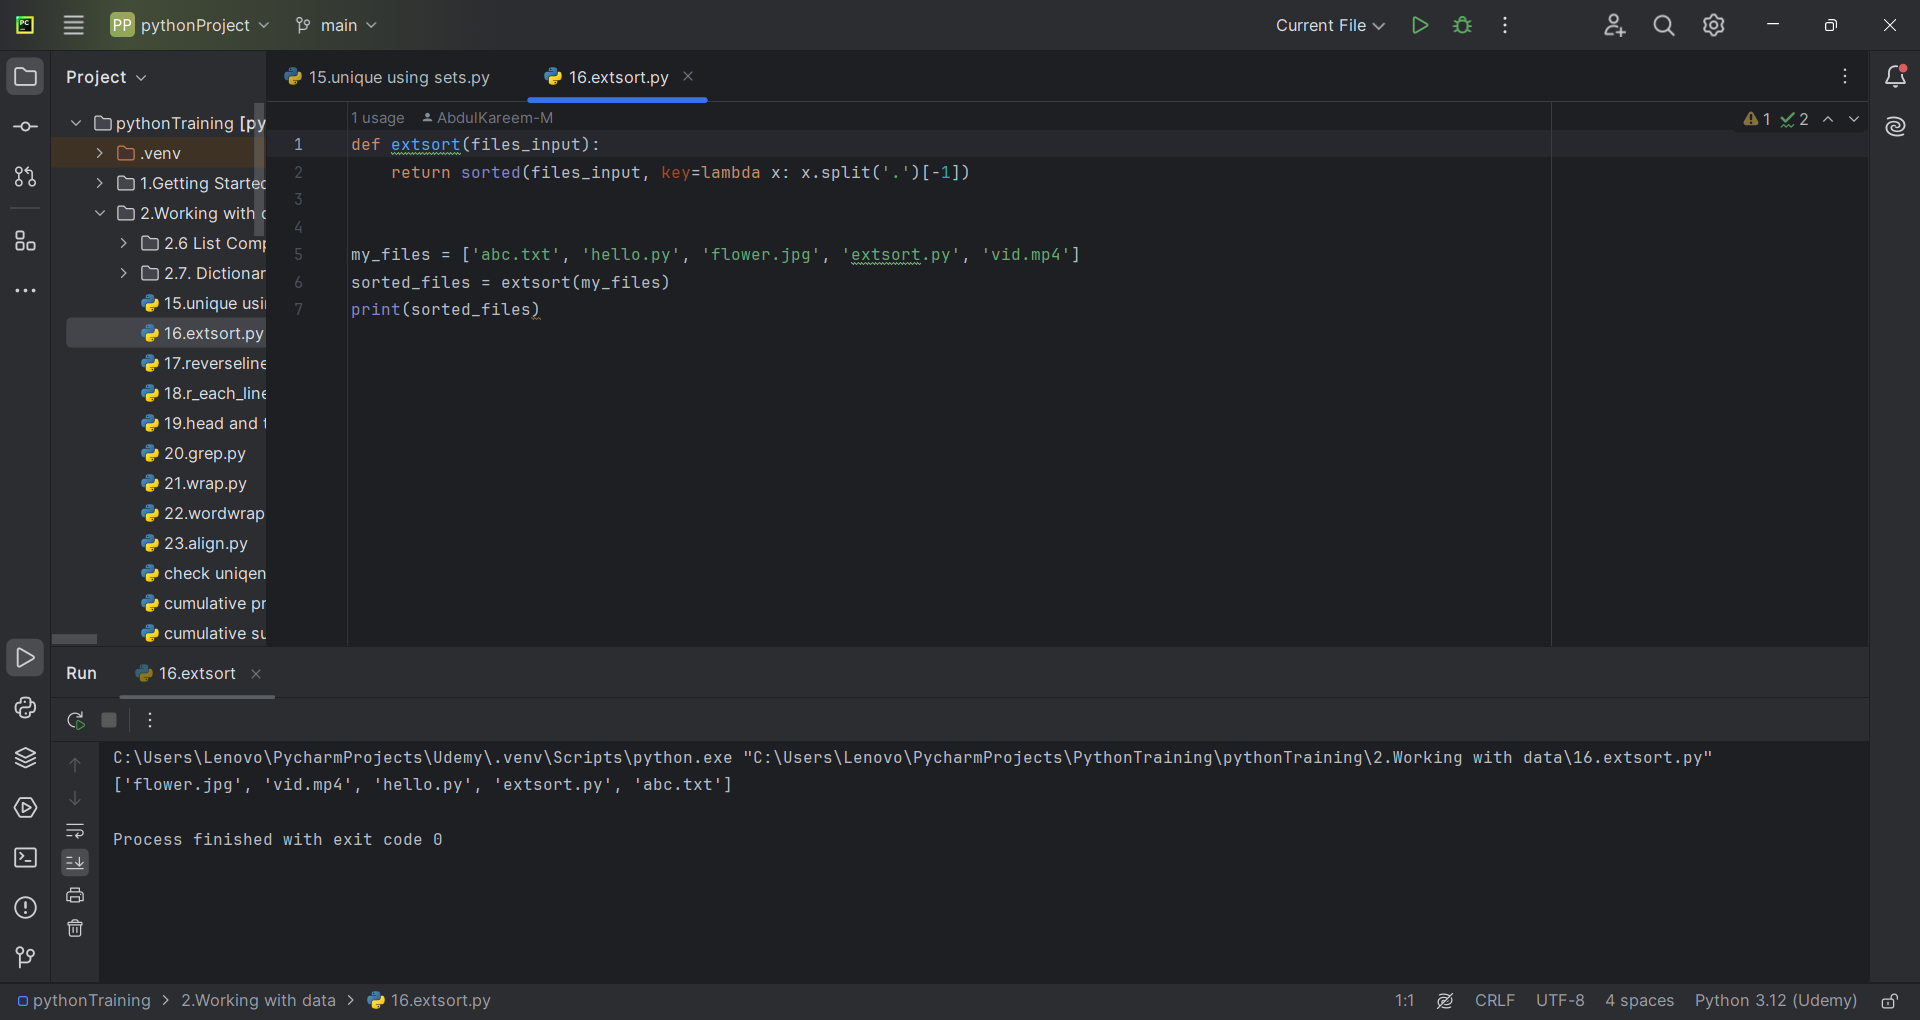 PC PP pythonProject main Current File
Project
15.unique using sets.py 16.extsort.py
pythonTraining [py
.venv
1.Getting Started
2.Working with d
2.6 List Comp
2.7. Dictionar
15.unique usi
16.extsort.py
17.reverseline
18.r_each_line
19.head and t
20.grep.py
21.wrap.py
22.wordwrap
23.align.py
check uniqen
cumulative pr
cumulative su
1 usage AbdulKareem-M
1 2
1 def extsort(files_input):
2 return sorted(files_input, key=lambda x: x.split('.')[-1])
3
4
5 my_files = ['abc.txt', 'hello.py', 'flower.jpg', 'extsort.py', 'vid.mp4']
6 sorted_files = extsort(my_files)
7 print(sorted_files)
Run 16.extsort
C:\Users\Lenovo\PycharmProjects\Udemy\.venv\Scripts\python.exe "C:\Users\Lenovo\PycharmProjects\PythonTraining\pythonTraining\2.Working with data\16.extsort.py"
['flower.jpg', 'vid.mp4', 'hello.py', 'extsort.py', 'abc.txt']
Process finished with exit code 0
pythonTraining > 2.Working with data > 16.extsort.py 1:1 CRLF UTF-8 4 spaces Python 3.12 (Udemy)